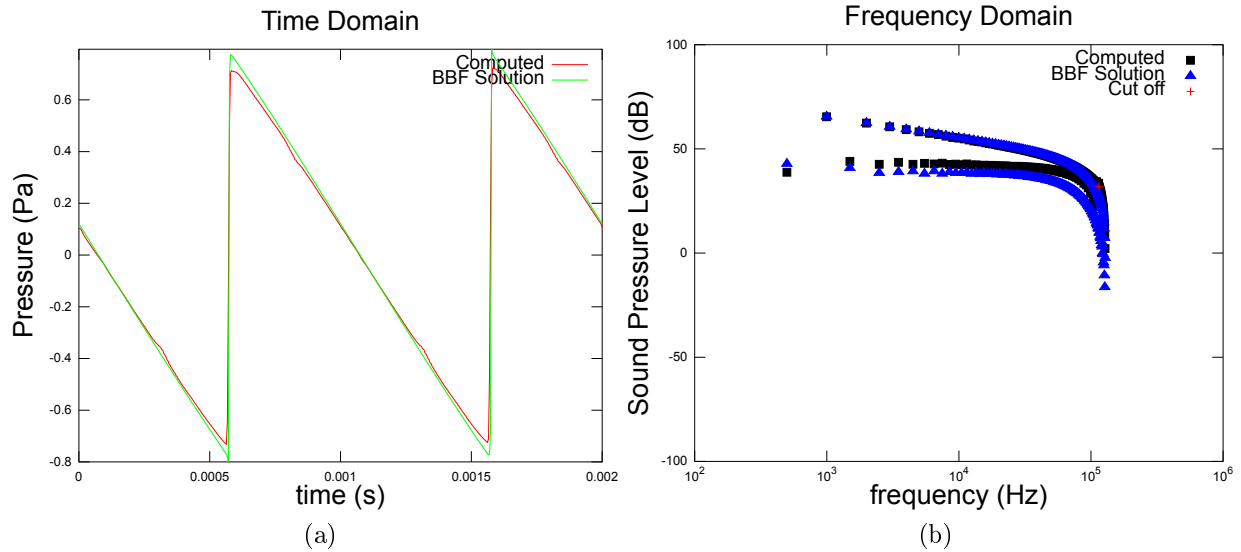 Time Domain
Computed
BBF Solution
Pressure (Pa)
0.6
0.4
0.2
0
-0.2
-0.4
-0.6
-0.8
0
0.0005
0.001
0.0015
0.002
time (s)
(a)
Frequency Domain
Computed
BBF Solution
Cut off
Sound Pressure Level (dB)
100
50
0
-50
-100
10²
10³
10⁴
10⁵
10⁶
frequency (Hz)
(b)